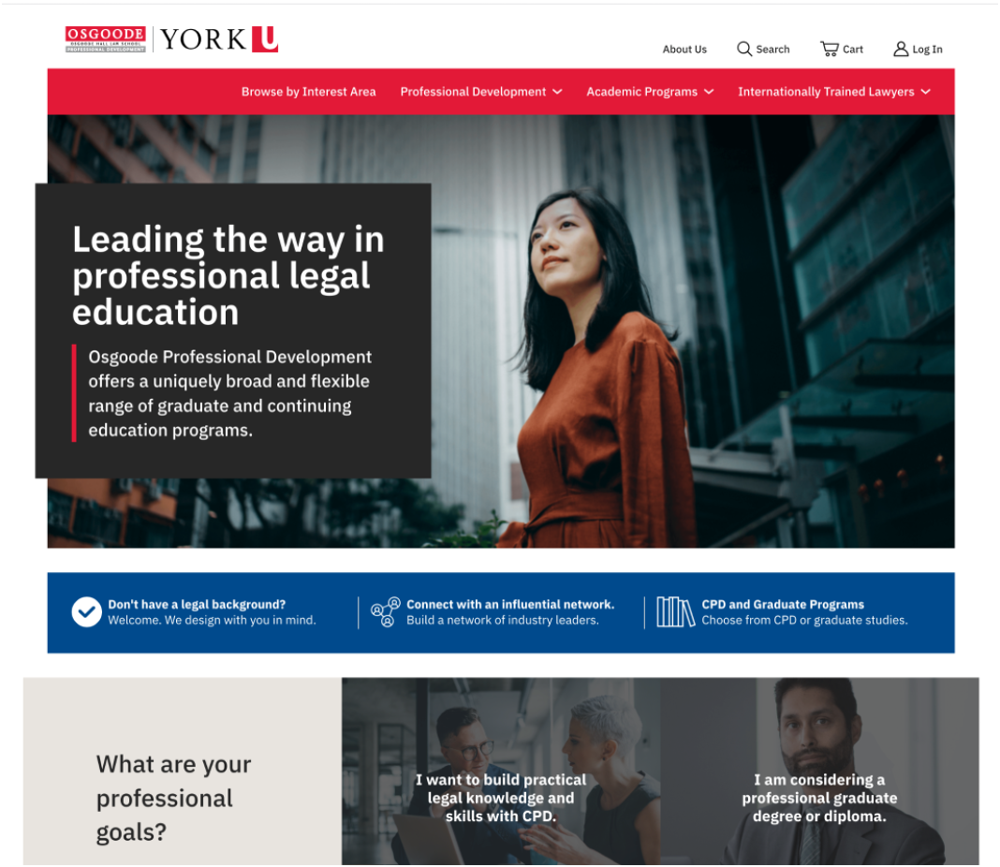 OSGOODE
OSGOODE HALL LAW SCHOOL
PROFESSIONAL DEVELOPMENT
YORK U
About Us
Search
Cart
Log In
Browse by Interest Area
Professional Development
Academic Programs
Internationally Trained Lawyers
Leading the way in
professional legal
education
Osgoode Professional Development
offers a uniquely broad and flexible
range of graduate and continuing
education programs.
Don't have a legal background?
Welcome. We design with you in mind.
Connect with an influential network.
Build a network of industry leaders.
CPD and Graduate Programs
Choose from CPD or graduate studies.
What are your
professional
goals?
I want to build practical
legal knowledge and
skills with CPD.
I am considering a
professional graduate
degree or diploma.